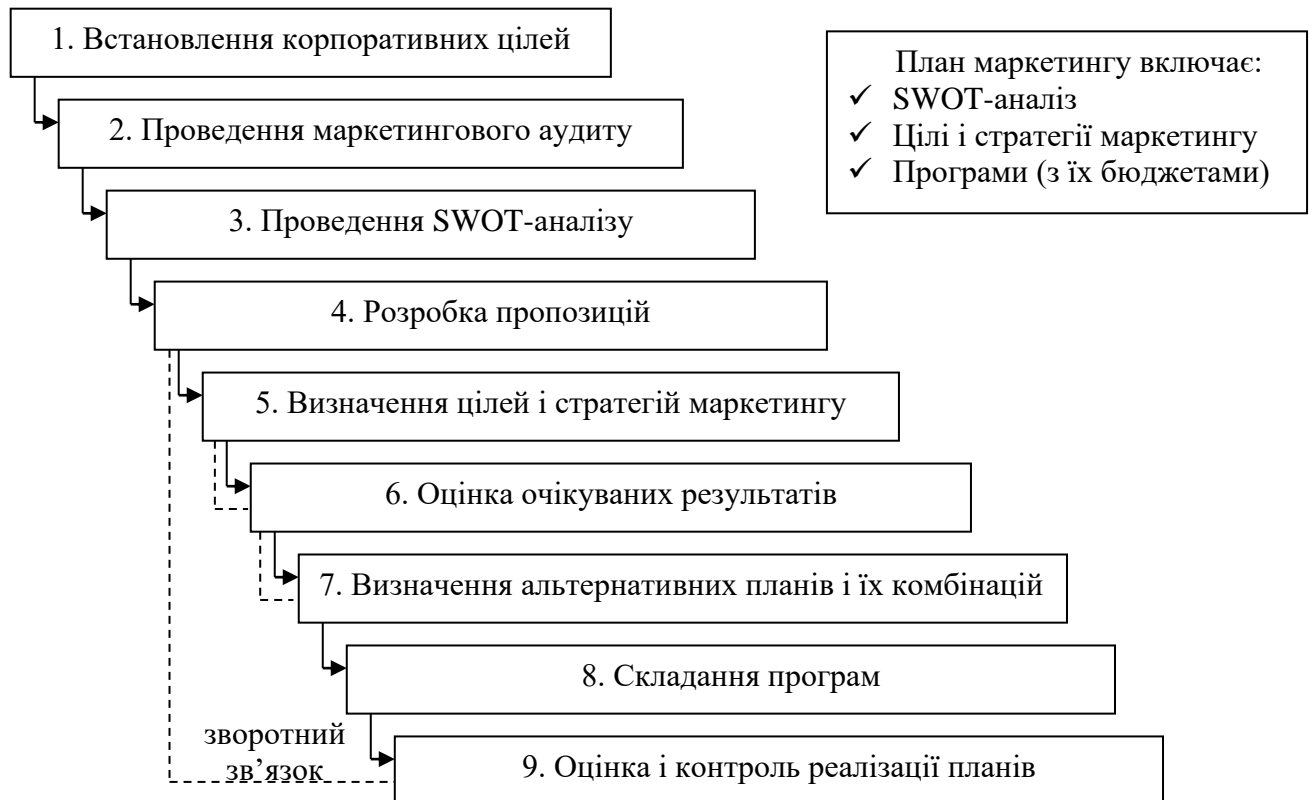 1. Встановлення корпоративних цілей
План маркетингу включає:
✓ SWOT-аналіз
✓ Цілі і стратегії маркетингу
✓ Програми (з їх бюджетами)
2. Проведення маркетингового аудиту
3. Проведення SWOT-аналізу
4. Розробка пропозицій
5. Визначення цілей і стратегій маркетингу
6. Оцінка очікуваних результатів
7. Визначення альтернативних планів і їх комбінацій
8. Складання програм
зворотний
зв’язок
9. Оцінка і контроль реалізації планів